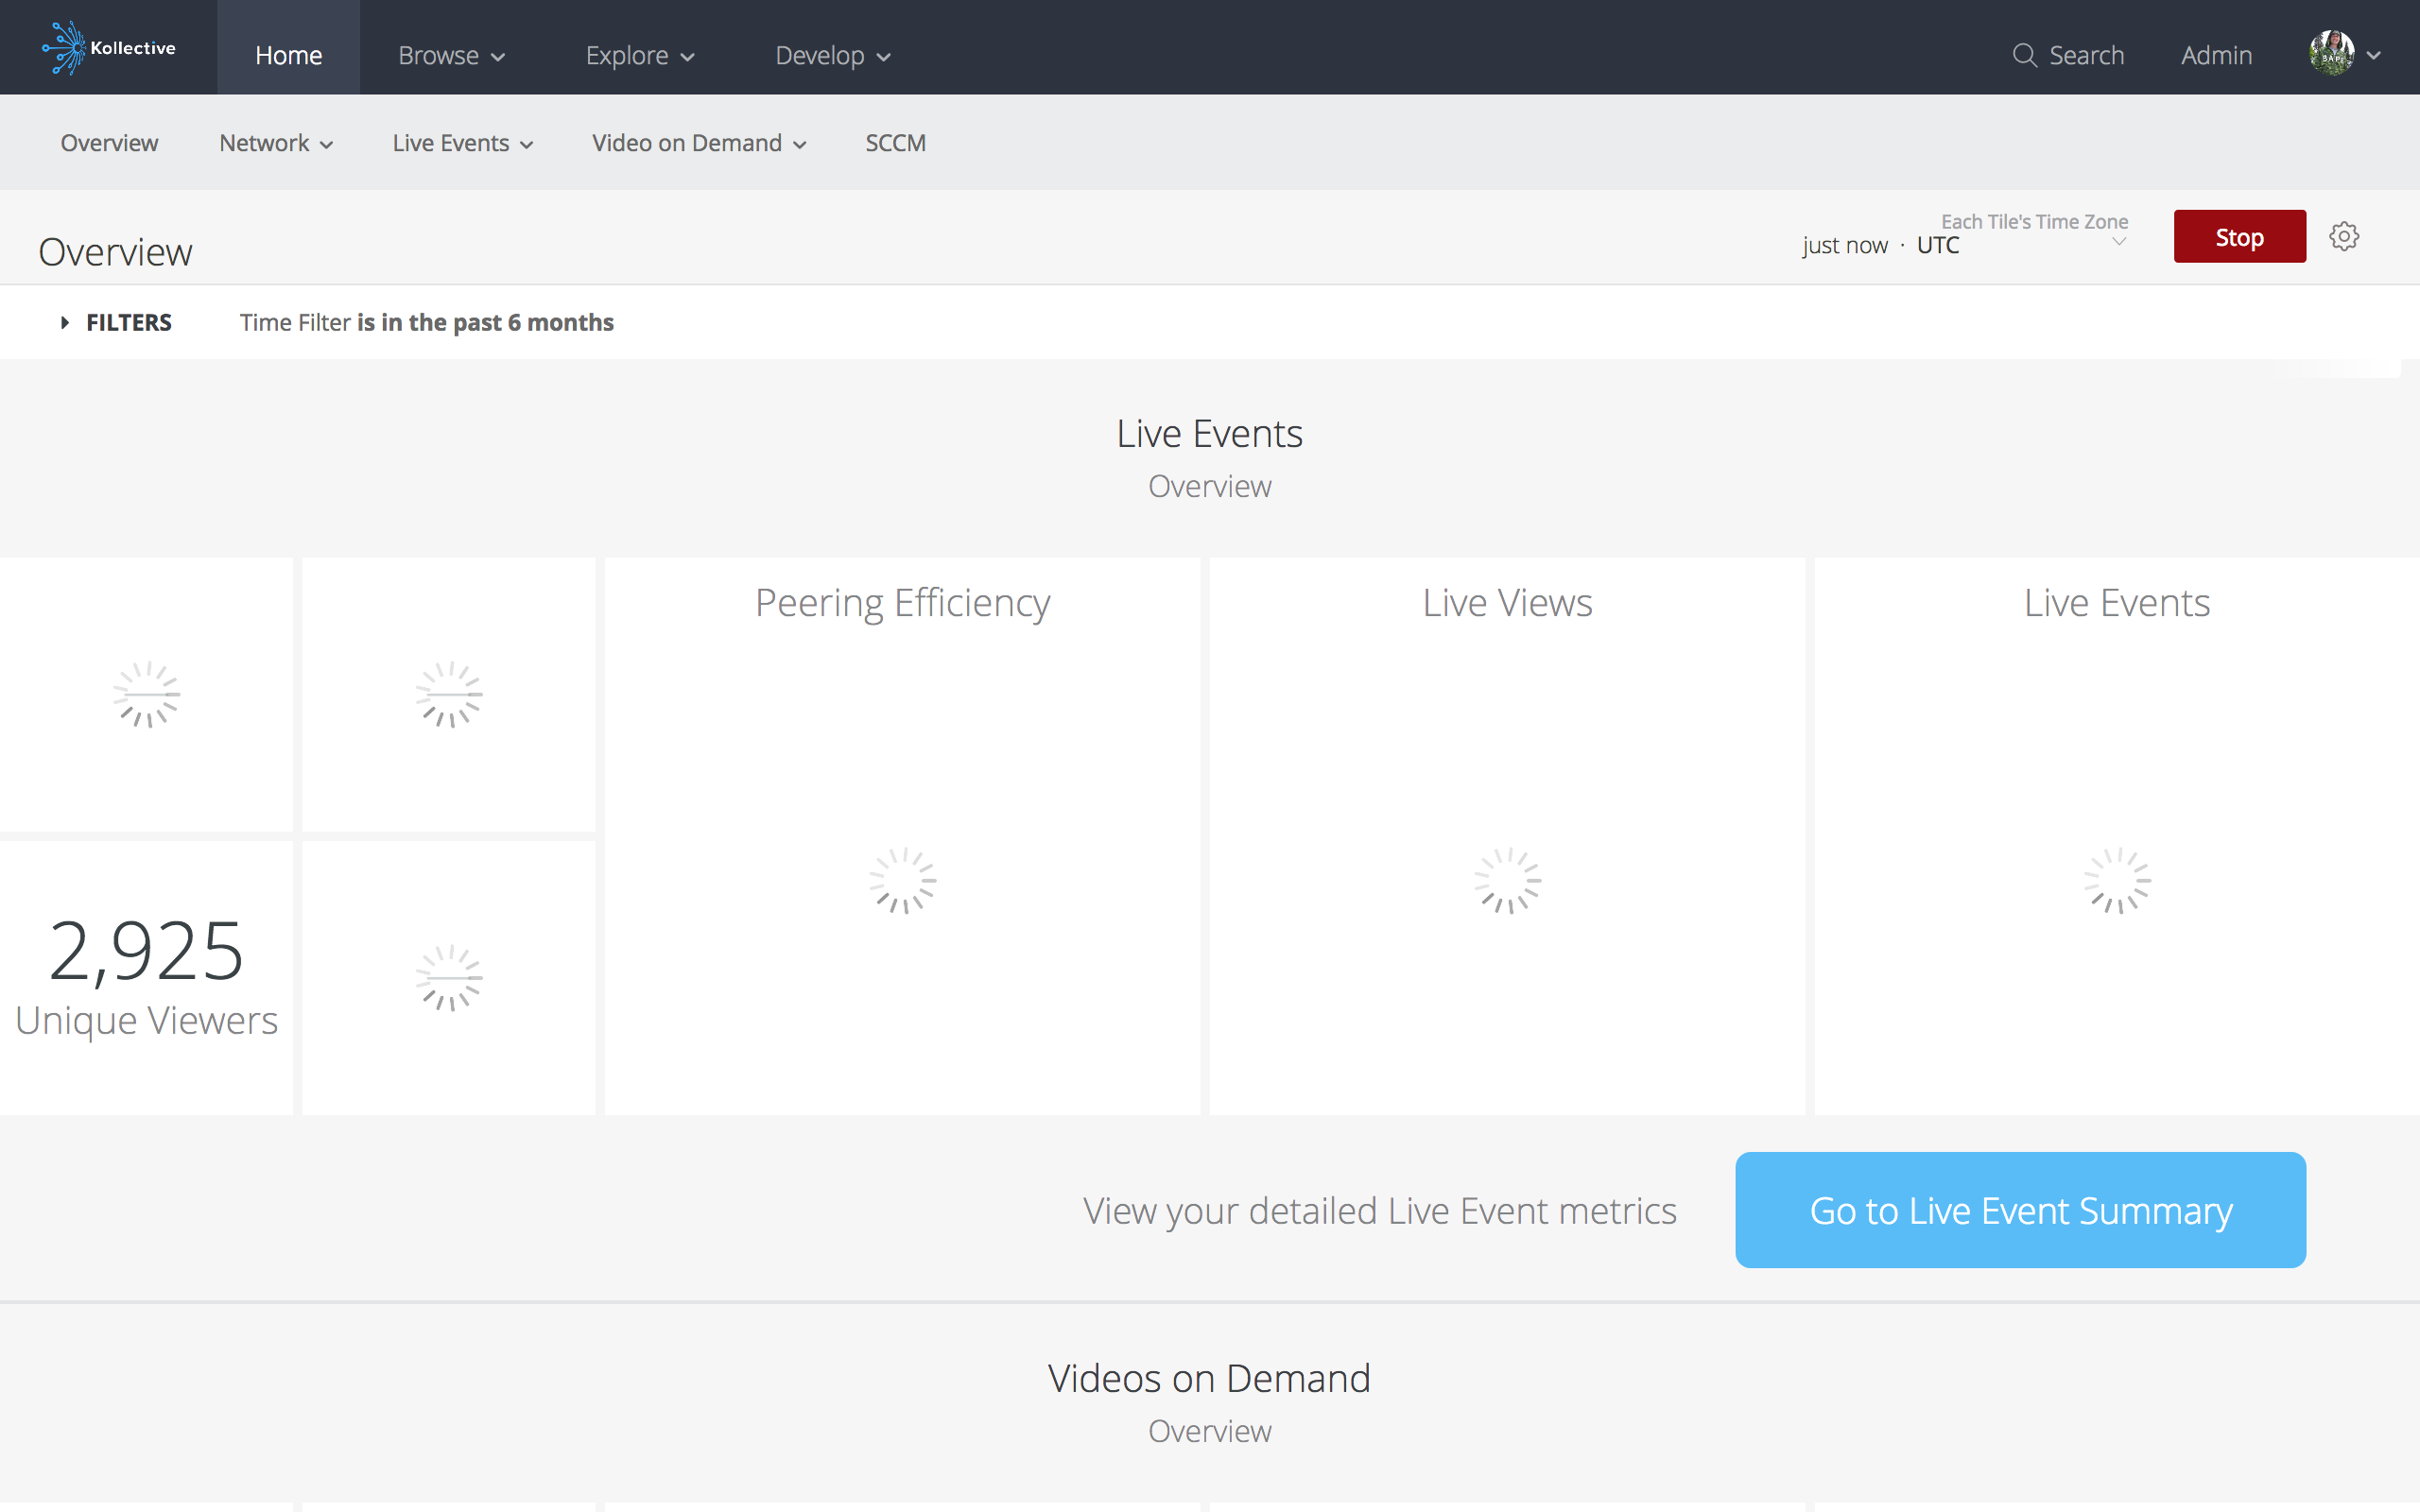 Kollective
Home
Browse
Explore
Develop
Search
Admin
Overview
Network
Live Events
Video on Demand
SCCM
Overview
Each Tile's Time Zone
just now · UTC
Stop
FILTERS
Time Filter is in the past 6 months
Live Events
Overview
Peering Efficiency
Live Views
Live Events
2,925
Unique Viewers
View your detailed Live Event metrics
Go to Live Event Summary
Videos on Demand
Overview